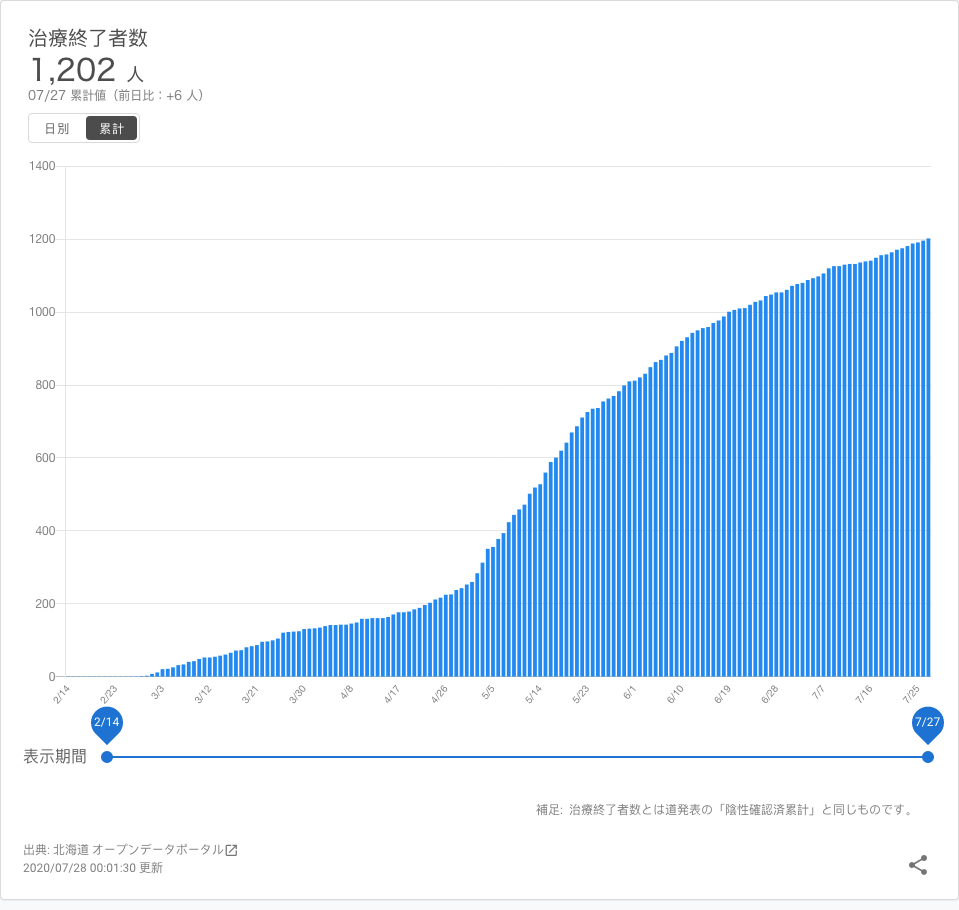 治療終了者数
1,202 人
07/27 累計値（前日比：+6 人）
日別 累計
1400
1200
1000
800
600
400
200
0
2/14 2/23 3/3 3/12 3/21 3/30 4/8 4/17 4/26 5/5 5/14 5/23 6/1 6/10 6/19 6/28 7/7 7/16 7/25
2/14 7/27
表示期間
補足: 治療終了者数とは道発表の「陰性確認済累計」と同じものです。
出典: 北海道 オープンデータポータル
2020/07/28 00:01:30 更新